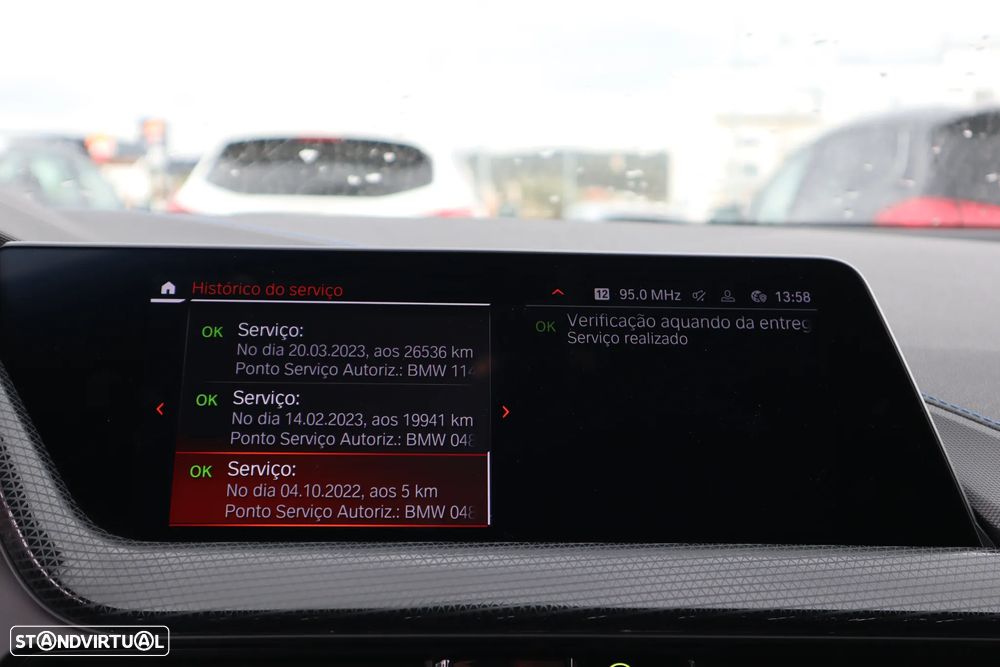 Histórico do serviço
12 95.0 MHz 13:58
OK Serviço:
No dia 20.03.2023, aos 26536 km
Ponto Serviço Autoriz.: BMW 114
OK Serviço:
No dia 14.02.2023, aos 19941 km
Ponto Serviço Autoriz.: BMW 048
OK Serviço:
No dia 04.10.2022, aos 5 km
Ponto Serviço Autoriz.: BMW 048
OK Verificação aquando da entreg
Serviço realizado
STANDVIRTUAL